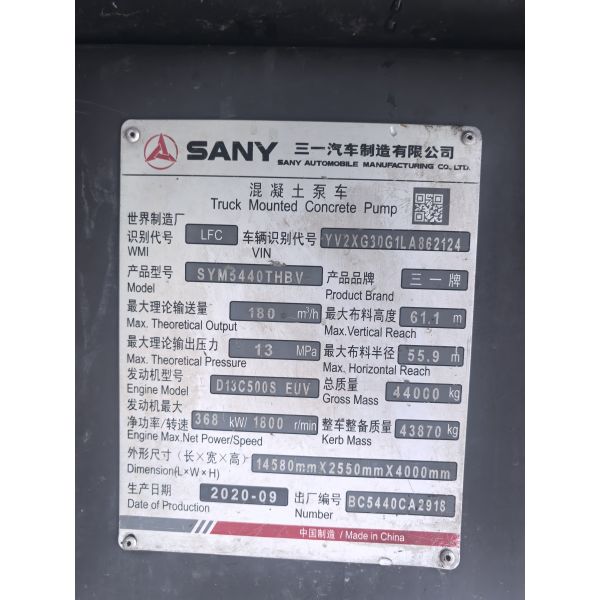 SANY 三一汽车制造有限公司
SANY AUTOMOBILE MANUFACTURING CO., LTD.
混凝土泵车
Truck Mounted Concrete Pump
世界制造厂
识别代号 LFC 车辆识别代号 YV2XG30G1LA862124
WMI VIN
产品型号 SYM5440THBV 产品品牌 三一牌
Model Product Brand
最大理论输送量 180 m³/h 最大布料高度 61.1 m
Max. Theoretical Output Max.Vertical Reach
最大理论输出压力 13 MPa 最大布料半径 55.9 m
Max. Theoretical Pressure Max. Horizontal Reach
发动机型号 D13C500S EUV 总质量 44000 kg
Engine Model Gross Mass
发动机最大
净功率/转速 368 kW/ 1800 r/min 整车整备质量 43870 kg
Engine Max.Net Power/Speed Kerb Mass
外形尺寸（长×宽×高） 14580mm×2550mm×4000mm
Dimension(L×W×H)
生产日期 2020-09 出厂编号 BC5440CA2918
Date of Production Number
中国制造 / Made in China